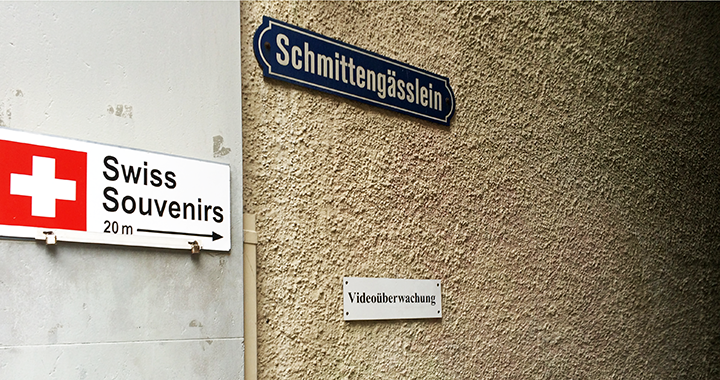 Schmittengässlein
Swiss
Souvenirs
20 m
Videoüberwachung